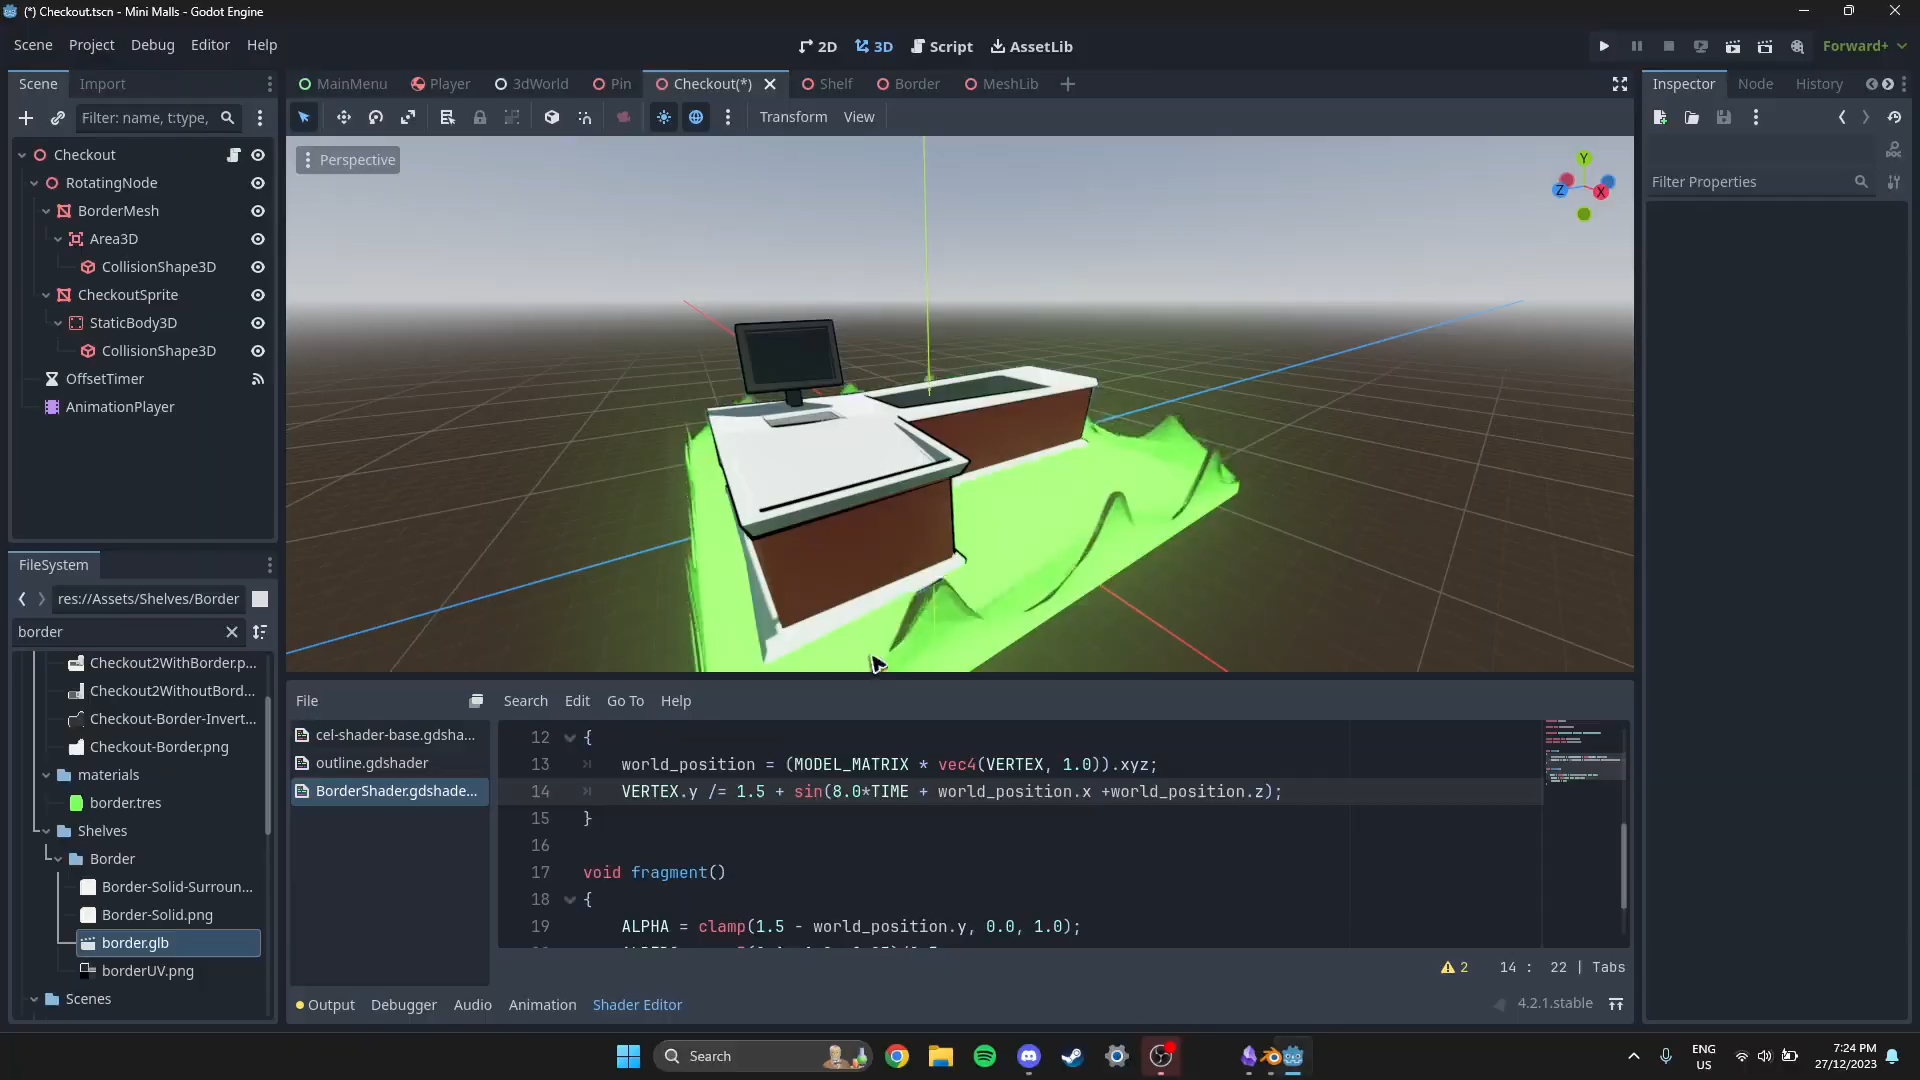 (*) Checkout.tscn - Mini Malls - Godot Engine
Scene Project Debug Editor Help
2D 3D Script AssetLib
Forward+
Scene Import
MainMenu Player 3dWorld Pin Checkout(*) Shelf Border MeshLib
Inspector Node History
Filter: name, t:type,
Transform View
Perspective
Y
Z
X
Filter Properties
Checkout
RotatingNode
BorderMesh
Area3D
CollisionShape3D
CheckoutSprite
StaticBody3D
CollisionShape3D
OffsetTimer
AnimationPlayer
FileSystem
res://Assets/Shelves/Border
border
Checkout2WithBorder.p...
Checkout2WithoutBord...
Checkout-Border-Invert...
Checkout-Border.png
materials
border.tres
Shelves
Border
Border-Solid-Surroun...
Border-Solid.png
border.glb
borderUV.png
Scenes
File Search Edit Go To Help
cel-shader-base.gdsha...
outline.gdshader
BorderShader.gdshade...
12 {
13 world_position = (MODEL_MATRIX * vec4(VERTEX, 1.0)).xyz;
14 VERTEX.y /= 1.5 + sin(8.0*TIME + world_position.x +world_position.z);
15 }
16
17 void fragment()
18 {
19 ALPHA = clamp(1.5 - world_position.y, 0.0, 1.0);
2 14 : 22 | Tabs
Output Debugger Audio Animation Shader Editor
4.2.1.stable
Search
ENG
US
7:24 PM
27/12/2023